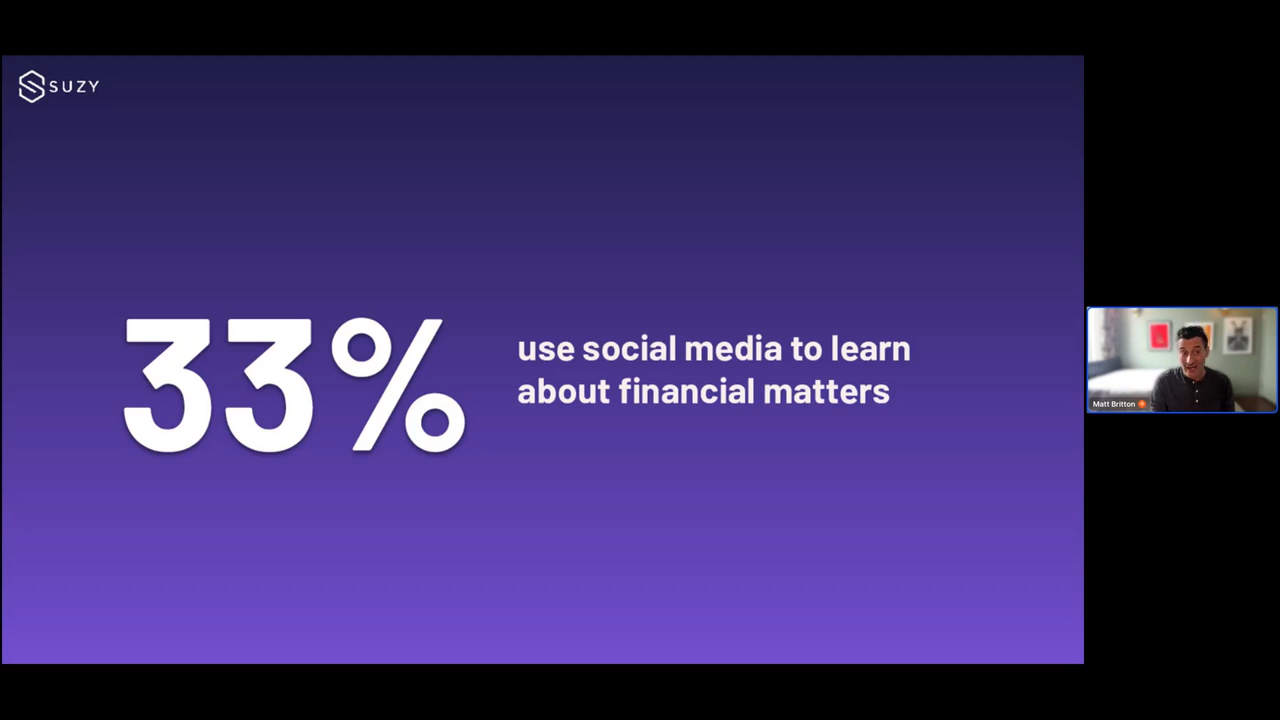 SUZY
33%
use social media to learn
about financial matters
Matt Britton